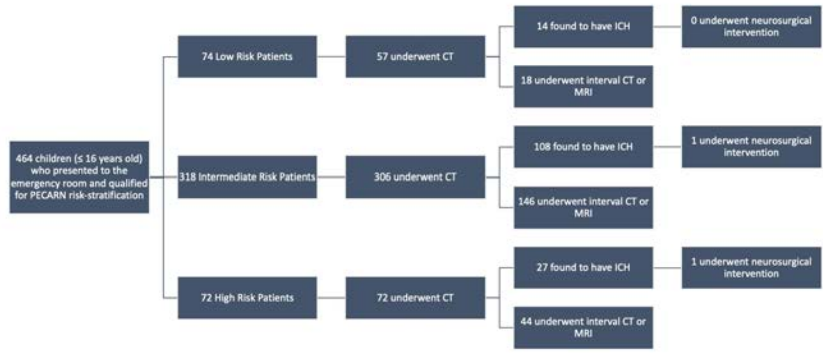 14 found to have ICH
0 underwent neurosurgical
intervention
74 Low Risk Patients
57 underwent CT
18 underwent interval CT or
MRI
464 children (≤ 16 years old)
who presented to the
emergency room and qualified
for PECARN risk-stratification
108 found to have ICH
1 underwent neurosurgical
intervention
318 Intermediate Risk Patients
306 underwent CT
146 underwent interval CT or
MRI
27 found to have ICH
1 underwent neurosurgical
intervention
72 High Risk Patients
72 underwent CT
44 underwent interval CT or
MRI